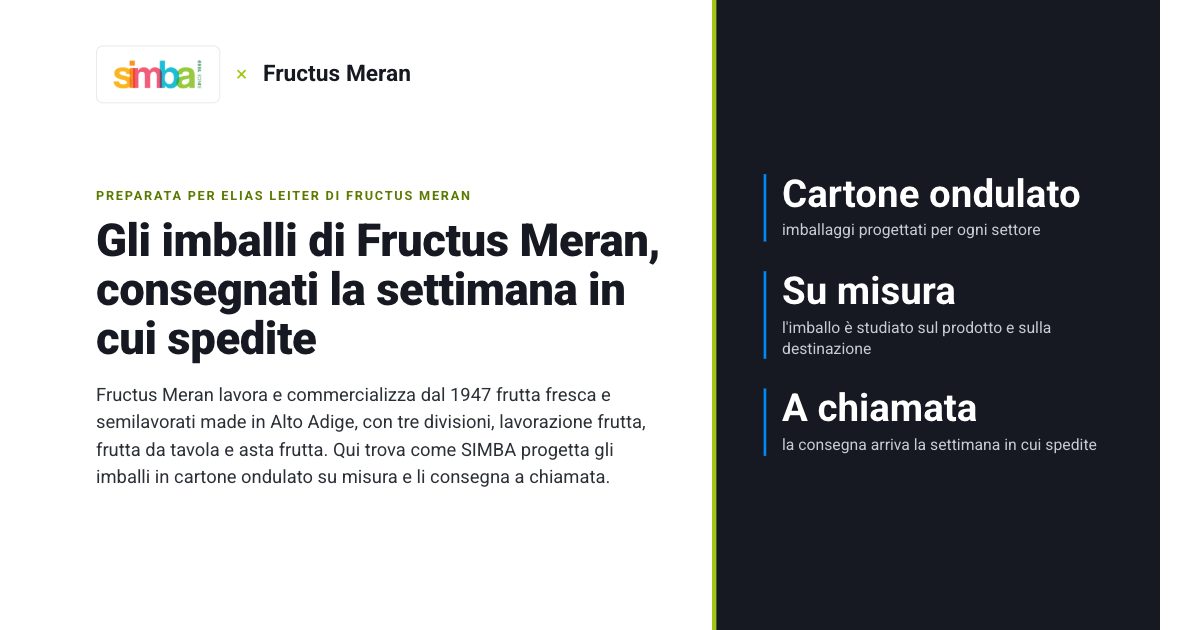 simba
× Fructus Meran
PREPARATA PER ELIAS LEITER DI FRUCTUS MERAN
Gli imballi di Fructus Meran,
consegnati la settimana in
cui spedite
Fructus Meran lavora e commercializza dal 1947 frutta fresca e
semilavorati made in Alto Adige, con tre divisioni, lavorazione frutta,
frutta da tavola e asta frutta. Qui trova come SIMBA progetta gli
imballi in cartone ondulato su misura e li consegna a chiamata.
Cartone ondulato
imballaggi progettati per ogni settore
Su misura
l'imballo è studiato sul prodotto e sulla
destinazione
A chiamata
la consegna arriva la settimana in cui spedite